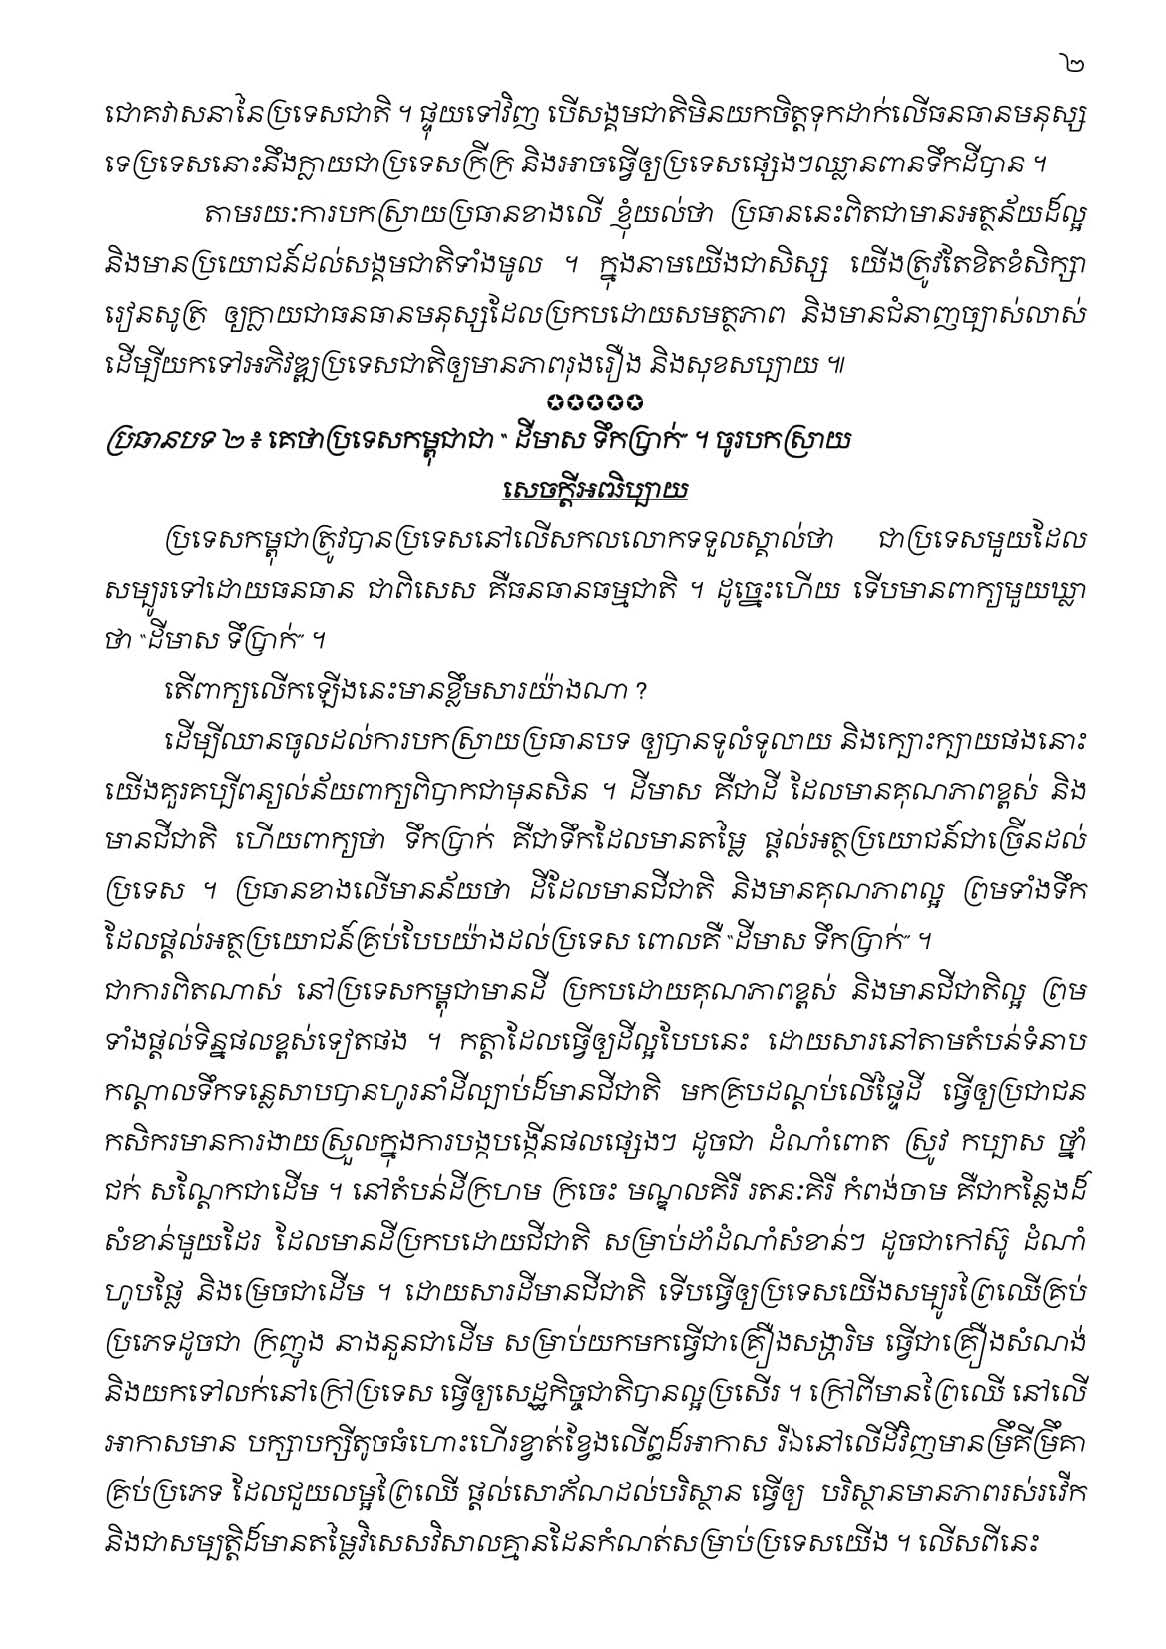 ២
ជោគវាសនានៃប្រទេសជាតិ ។ ផ្ទុយទៅវិញ បើសង្គមជាតិមិនយកចិត្តទុកដាក់លើធនធានមនុស្ស
ទេប្រទេសនោះនឹងក្លាយជាប្រទេសក្រីក្រ និងអាចធ្វើឲ្យប្រទេសផ្សេងៗឈ្លានពានទឹកដីបាន ។
តាមរយៈការបកស្រាយប្រធានខាងលើ ខ្ញុំយល់ថា ប្រធាននេះពិតជាមានអត្ថន័យដ៏ល្អ
និងមានប្រយោជន៍ដល់សង្គមជាតិទាំងមូល ។ ក្នុងនាមយើងជាសិស្ស យើងត្រូវតែខិតខំសិក្សា
រៀនសូត្រ ឲ្យក្លាយជាធនធានមនុស្សដែលប្រកបដោយសមត្ថភាព និងមានជំនាញច្បាស់លាស់
ដើម្បីយកទៅអភិវឌ្ឍប្រទេសជាតិឲ្យមានភាពរុងរឿង និងសុខសប្បាយ ៕
✪✪✪✪✪
ប្រធានបទ ២ ៖ គេថាប្រទេសកម្ពុជាជា “ ដីមាស ទឹកប្រាក់” ។ ចូរបកស្រាយ
សេចក្តីអធិប្បាយ
ប្រទេសកម្ពុជាត្រូវបានប្រទេសនៅលើសកលលោកទទួលស្គាល់ថា ជាប្រទេសមួយដែល
សម្បូរទៅដោយធនធាន ជាពិសេស គឺធនធានធម្មជាតិ ។ ដូច្នេះហើយ ទើបមានពាក្យមួយឃ្លា
ថា “ដីមាស ទឹប្រាក់” ។
តើពាក្យលើកឡើងនេះមានខ្លឹមសារយ៉ាងណា ?
ដើម្បីឈានចូលដល់ការបកស្រាយប្រធានបទ ឲ្យបានទូលំទូលាយ និងក្បោះក្បាយផងនោះ
យើងគួរគប្បីពន្យល់ន័យពាក្យពិបាកជាមុនសិន ។ ដីមាស គឺជាដី ដែលមានគុណភាពខ្ពស់ និង
មានជីជាតិ ហើយពាក្យថា ទឹកប្រាក់ គឺជាទឹកដែលមានតម្លៃ ផ្តល់អត្ថប្រយោជន៍ជាច្រើនដល់
ប្រទេស ។ ប្រធានខាងលើមានន័យថា ដីដែលមានជីជាតិ និងមានគុណភាពល្អ ព្រមទាំងទឹក
ដែលផ្តល់អត្ថប្រយោជន៍គ្រប់បែបយ៉ាងដល់ប្រទេស ពោលគឺ “ដីមាស ទឹកប្រាក់” ។
ជាការពិតណាស់ នៅប្រទេសកម្ពុជាមានដី ប្រកបដោយគុណភាពខ្ពស់ និងមានជីជាតិល្អ ព្រម
ទាំងផ្តល់ទិន្នផលខ្ពស់ទៀតផង ។ កត្តាដែលធ្វើឲ្យដីល្អបែបនេះ ដោយសារនៅតាមតំបន់ទំនាប
កណ្តាលទឹកទន្លេសាបបានហូរនាំដីល្បាប់ដ៏មានជីជាតិ មកគ្របដណ្តប់លើផ្ទៃដី ធ្វើឲ្យប្រជាជន
កសិករមានការងាយស្រួលក្នុងការបង្កបង្កើនផលផ្សេងៗ ដូចជា ដំណាំពោត ស្រូវ កប្បាស ថ្នាំ
ជក់ សណ្តែកជាដើម ។ នៅតំបន់ដីក្រហម ក្រចេះ មណ្ឌលគិរី រតនៈគិរី កំពង់ចាម គឺជាកន្លែងដ៏
សំខាន់មួយដែរ ដែលមានដីប្រកបដោយជីជាតិ សម្រាប់ដាំដំណាំសំខាន់ៗ ដូចជាកៅស៊ូ ដំណាំ
ហូបផ្លែ និងម្រេចជាដើម ។ ដោយសារដីមានជីជាតិ ទើបធ្វើឲ្យប្រទេសយើងសម្បូរព្រៃឈើគ្រប់
ប្រភេទដូចជា ក្រញូង នាងនួនជាដើម សម្រាប់យកមកធ្វើជាគ្រឿងសង្ហារិម ធ្វើជាគ្រឿងសំណង់
និងយកទៅលក់នៅក្រៅប្រទេស ធ្វើឲ្យសេដ្ឋកិច្ចជាតិបានល្អប្រសើរ ។ ក្រៅពីមានព្រៃឈើ នៅលើ
អាកាសមាន បក្សាបក្សីតូចធំហោះហើរខ្វាត់ខ្វែងលើឰដ៏អាកាស រីឯនៅលើដីវិញមានម្រឹគីម្រឹគា
គ្រប់ប្រភេទ ដែលជួយលម្អព្រៃឈើ ផ្តល់សោភ័ណដល់បរិស្ថាន ធ្វើឲ្យ បរិស្ថានមានភាពរស់រវើក
និងជាសម្បត្តិដ៏មានតម្លៃវិសេសវិសាលគ្មានដែនកំណត់សម្រាប់ប្រទេសយើង ។ លើសពីនេះ